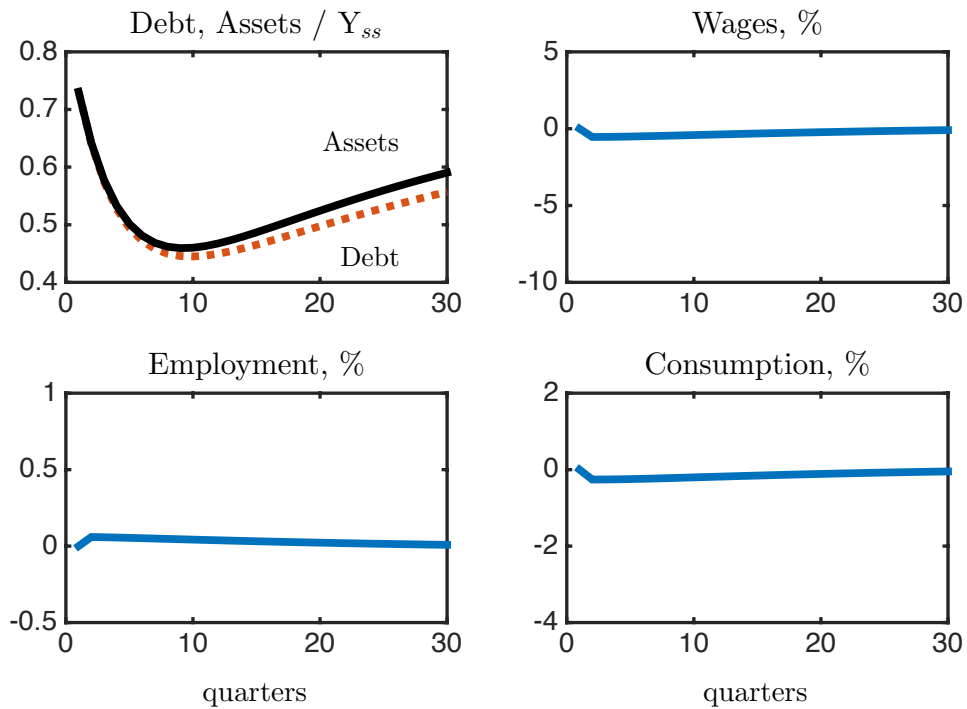 Debt, Assets / Y_ss
0.8
0.7
0.6
0.5
0.4
Assets
Debt
0 10 20 30
Wages, %
5
0
-5
-10
0 10 20 30
Employment, %
1
0.5
0
-0.5
0 10 20 30
quarters
Consumption, %
2
0
-2
-4
0 10 20 30
quarters